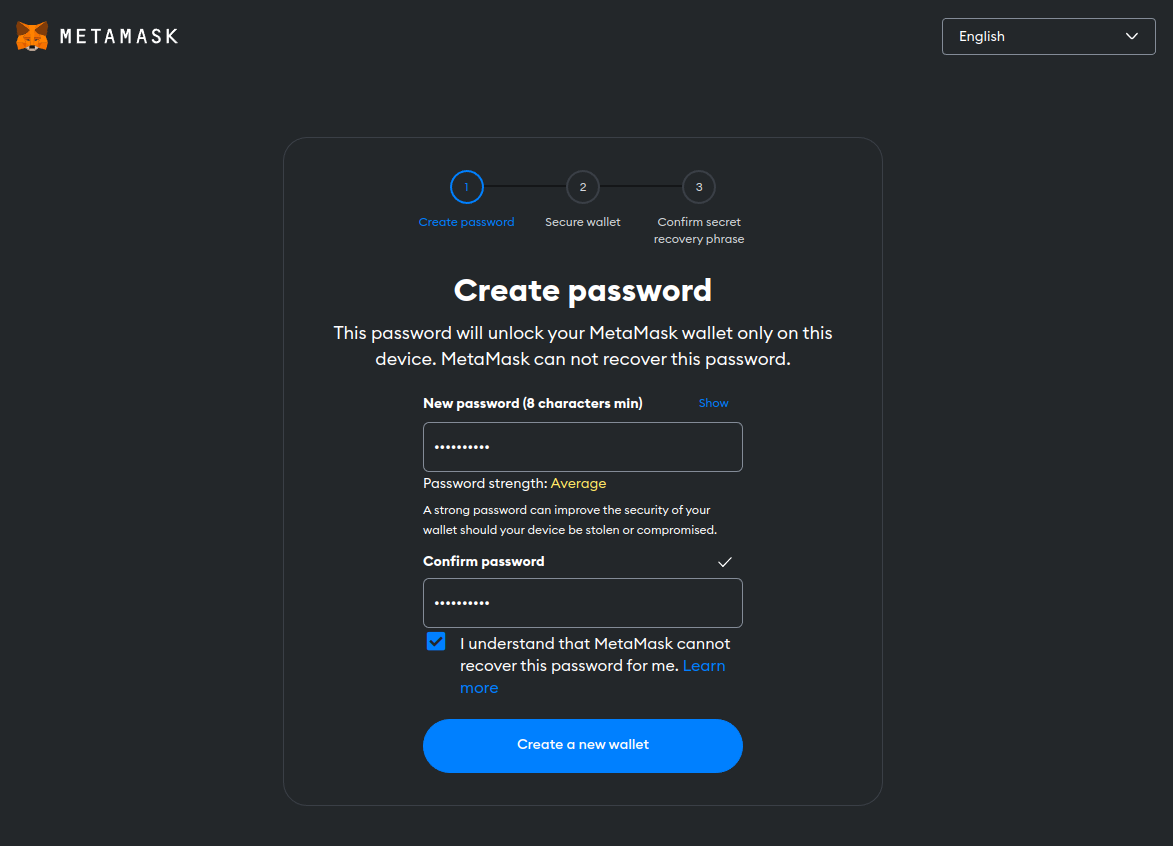 METAMASK
English
1
2
3
Create password
Secure wallet
Confirm secret
recovery phrase
Create password
This password will unlock your MetaMask wallet only on this
device. MetaMask can not recover this password.
New password (8 characters min)
Show
••••••••••
Password strength: Average
A strong password can improve the security of your
wallet should your device be stolen or compromised.
Confirm password
••••••••••
I understand that MetaMask cannot
recover this password for me. Learn
more
Create a new wallet